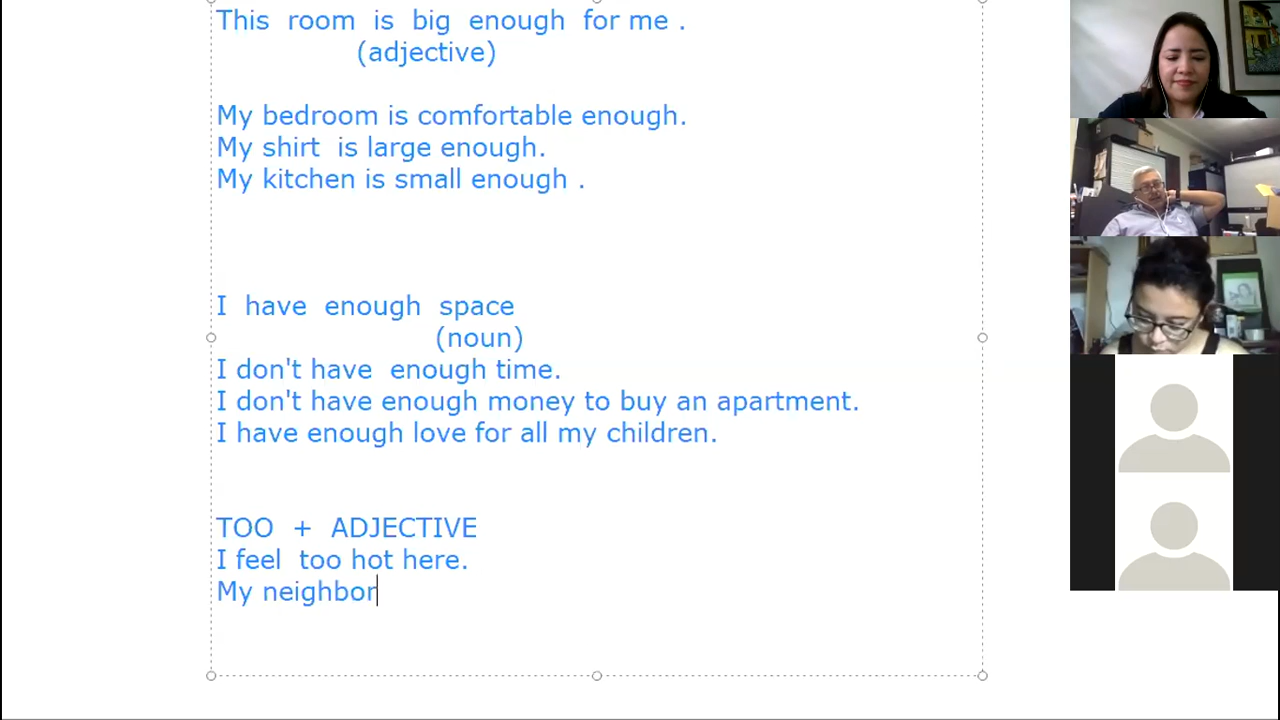 This room is big enough for me .
(adjective)
My bedroom is comfortable enough.
My shirt is large enough.
My kitchen is small enough .
I have enough space
(noun)
I don't have enough time.
I don't have enough money to buy an apartment.
I have enough love for all my children.
TOO + ADJECTIVE
I feel too hot here.
My neighbor